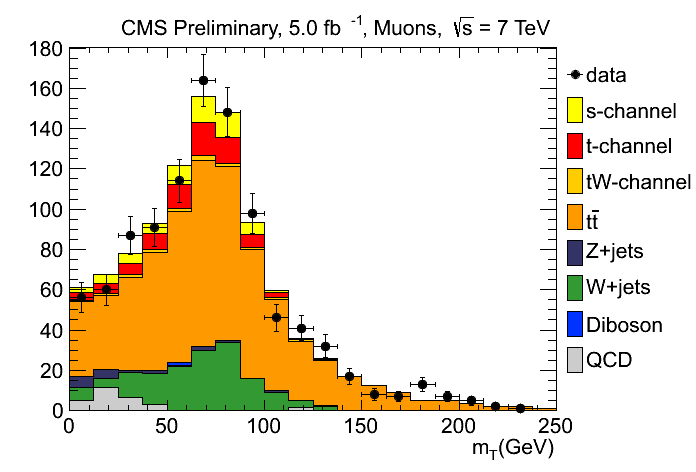 CMS Preliminary, 5.0 fb⁻¹, Muons, √s = 7 TeV
180
160
140
120
100
80
60
40
20
0
0 50 100 150 200 250
m_T(GeV)
data
s-channel
t-channel
tW-channel
tt̄
Z+jets
W+jets
Diboson
QCD